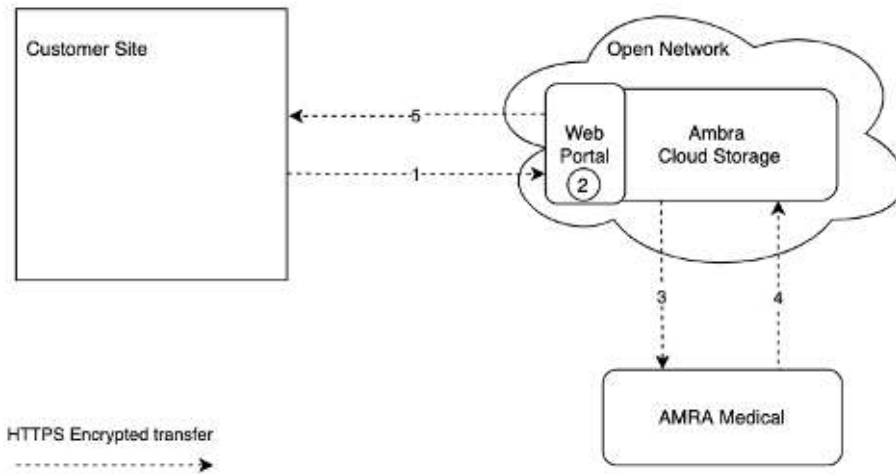 Customer Site
Open Network
5
Web
Portal
2
Ambra
Cloud Storage
1
3
4
AMRA Medical
HTTPS Encrypted transfer